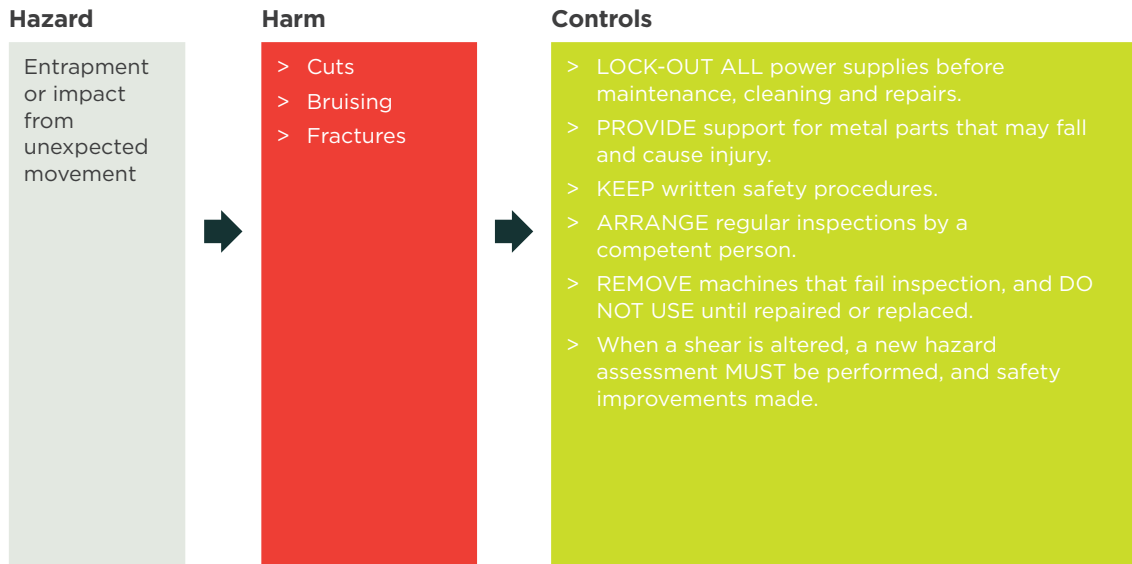 Hazard
Harm
Controls
Entrapment
or impact
from
unexpected
movement
> Cuts
> Bruising
> Fractures
> LOCK-OUT ALL power supplies before
maintenance, cleaning and repairs.
> PROVIDE support for metal parts that may fall
and cause injury.
> KEEP written safety procedures.
> ARRANGE regular inspections by a
competent person.
> REMOVE machines that fail inspection, and DO
NOT USE until repaired or replaced.
> When a shear is altered, a new hazard
assessment MUST be performed, and safety
improvements made.